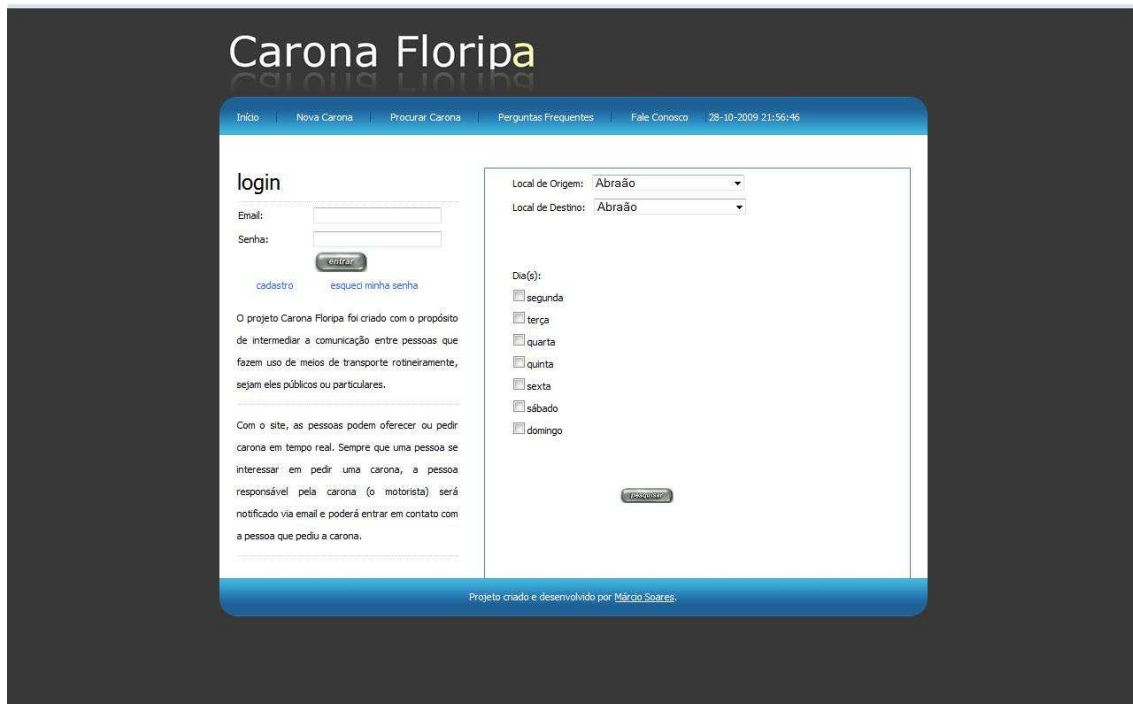 Carona Floripa
Início
Nova Carona
Procurar Carona
Perguntas Frequentes
Fale Conosco
28-10-2009 21:56:46
login
Email:
Senha:
entrar
cadastro
esqueci minha senha
O projeto Carona Floripa foi criado com o propósito
de intermediar a comunicação entre pessoas que
fazem uso de meios de transporte rotineiramente,
sejam eles públicos ou particulares.
Com o site, as pessoas podem oferecer ou pedir
carona em tempo real. Sempre que uma pessoa se
interessar em pedir uma carona, a pessoa
responsável pela carona (o motorista) será
notificado via email e poderá entrar em contato com
a pessoa que pediu a carona.
Local de Origem: Abraão
Local de Destino: Abraão
Dia(s):
segunda
terça
quarta
quinta
sexta
sábado
domingo
pesquisar
Projeto criado e desenvolvido por Márcio Soares.